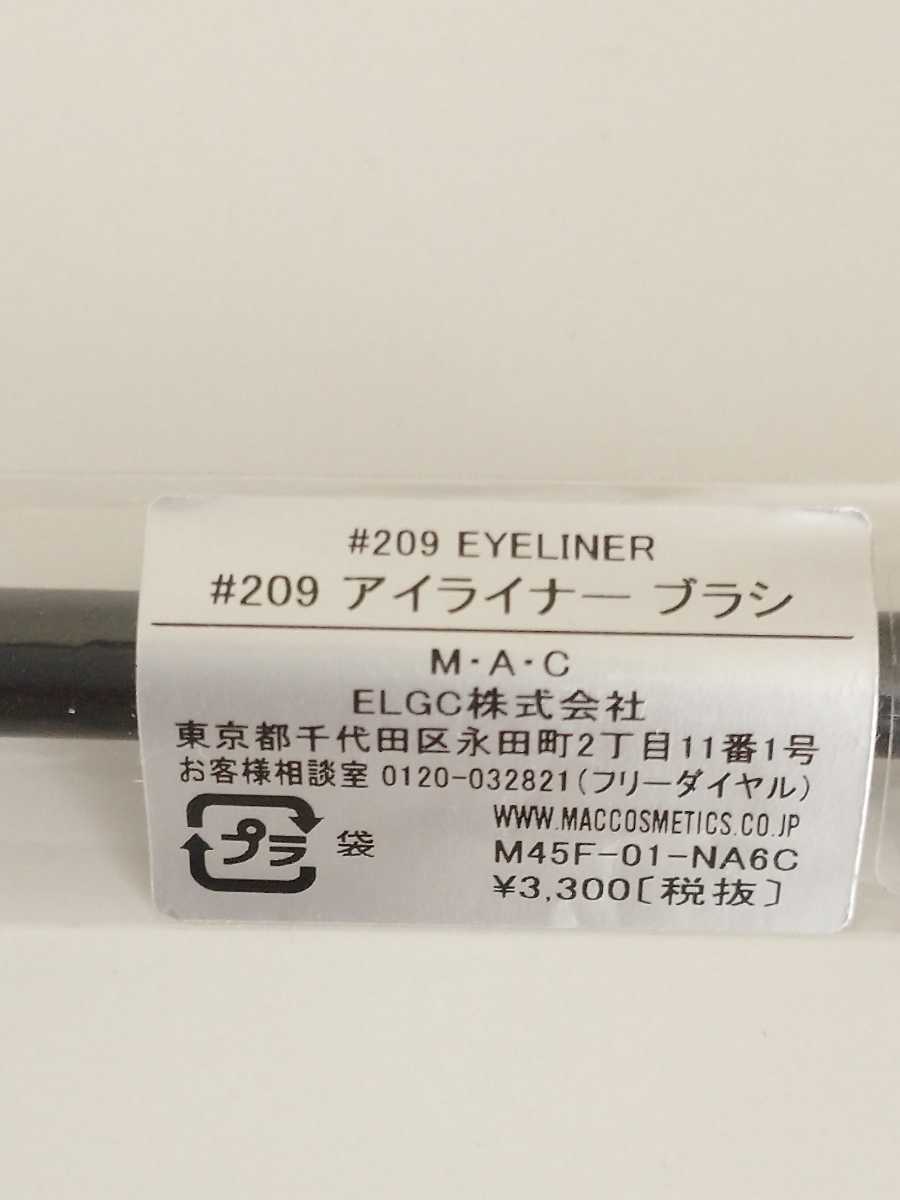 #209 EYELINER
#209 アイライナー ブラシ
M・A・C
ELGC株式会社
東京都千代田区永田町2丁目11番1号
お客様相談室 0120-032821(フリーダイヤル)
プラ 袋
WWW.MACCOSMETICS.CO.JP
M45F-01-NA6C
¥3,300〔税抜〕